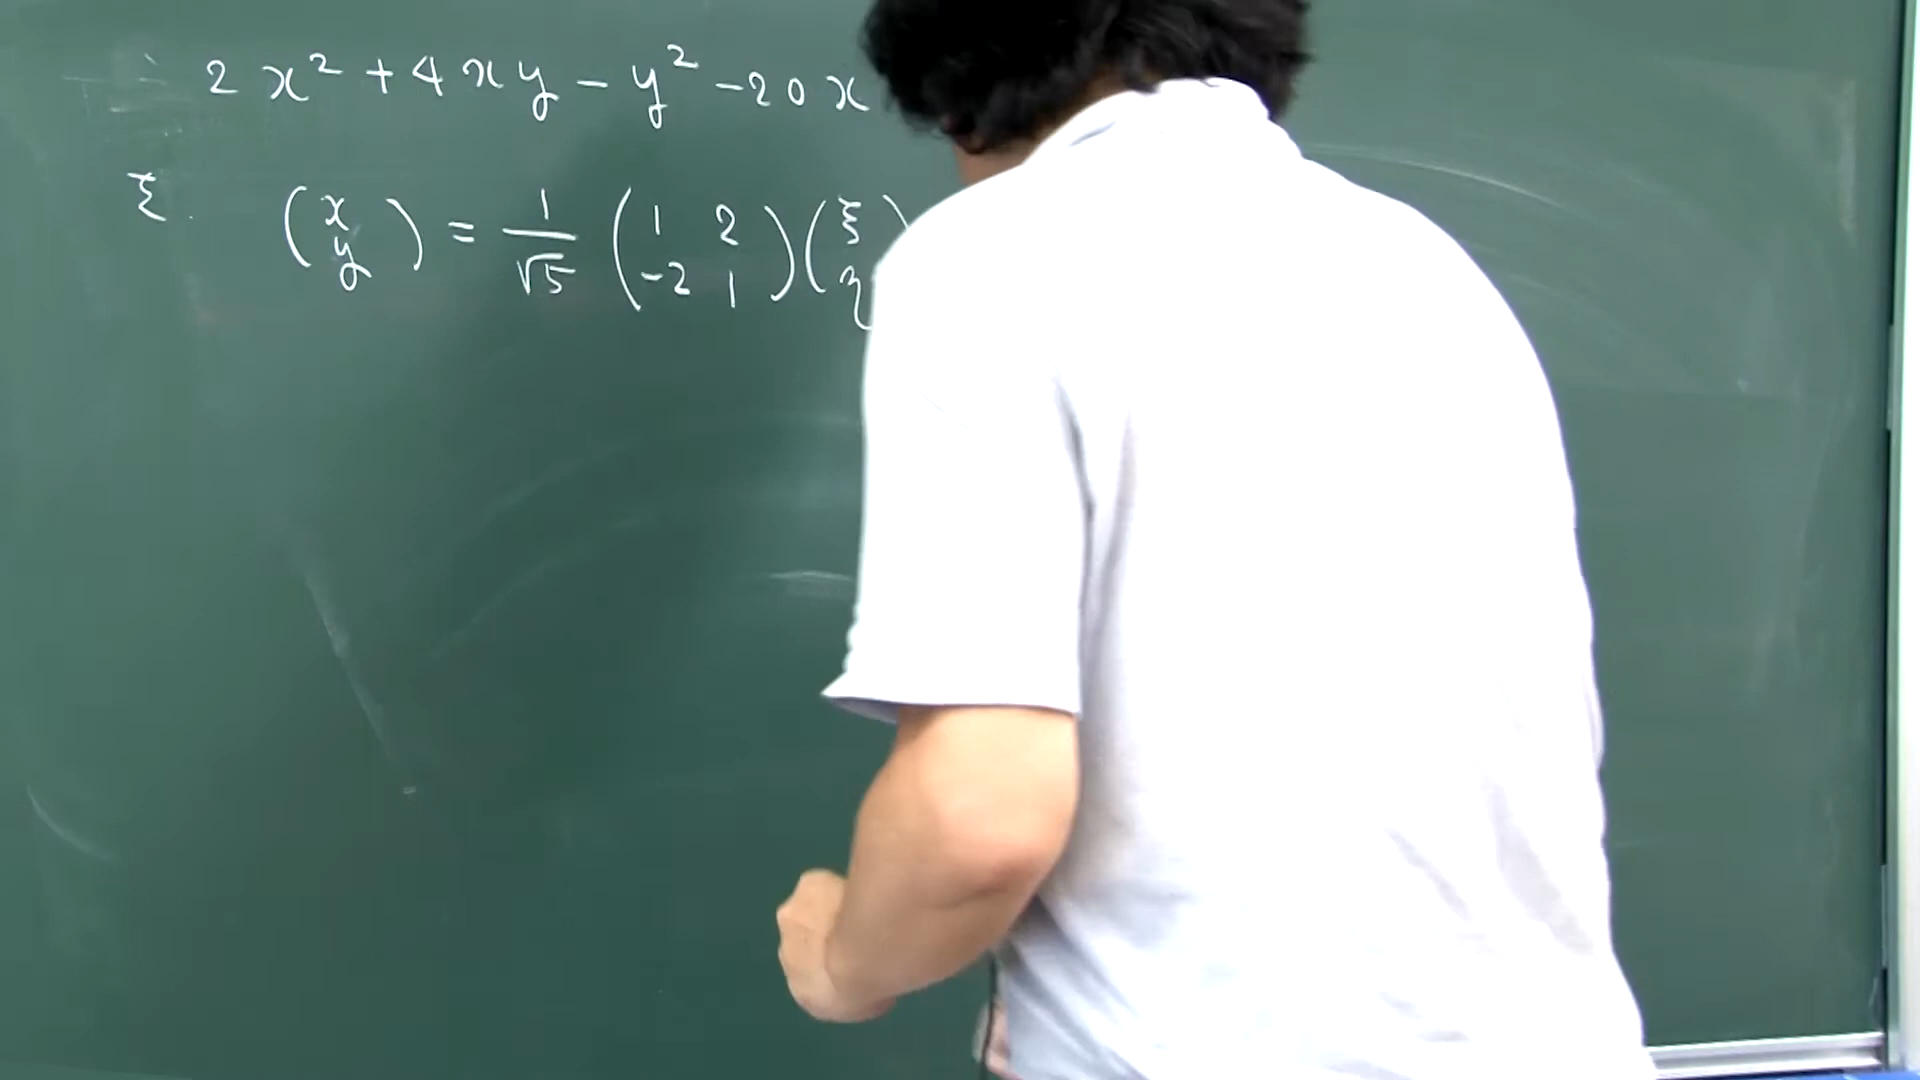 2x² + 4xy - y² - 20x
ξ. (x y) = 1/√5 (1 2 -2 1)(ξ η